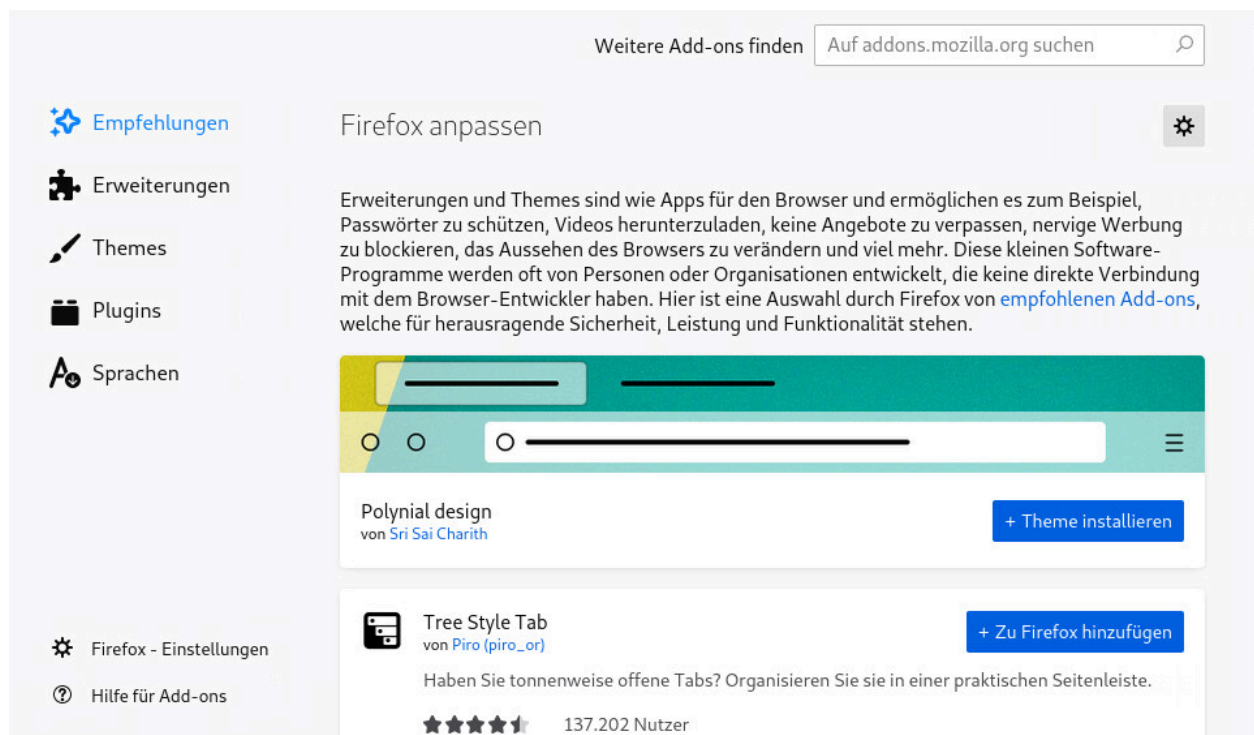 Weitere Add-ons finden
Auf addons.mozilla.org suchen
Empfehlungen
Erweiterungen
Themes
Plugins
Sprachen
Firefox - Einstellungen
Hilfe für Add-ons
Firefox anpassen
Erweiterungen und Themes sind wie Apps für den Browser und ermöglichen es zum Beispiel,
Passwörter zu schützen, Videos herunterzuladen, keine Angebote zu verpassen, nervige Werbung
zu blockieren, das Aussehen des Browsers zu verändern und viel mehr. Diese kleinen Software-
Programme werden oft von Personen oder Organisationen entwickelt, die keine direkte Verbindung
mit dem Browser-Entwickler haben. Hier ist eine Auswahl durch Firefox von empfohlenen Add-ons,
welche für herausragende Sicherheit, Leistung und Funktionalität stehen.
Polynial design
von Sri Sai Charith
+ Theme installieren
Tree Style Tab
von Piro (piro_or)
+ Zu Firefox hinzufügen
Haben Sie tonnenweise offene Tabs? Organisieren Sie sie in einer praktischen Seitenleiste.
137.202 Nutzer